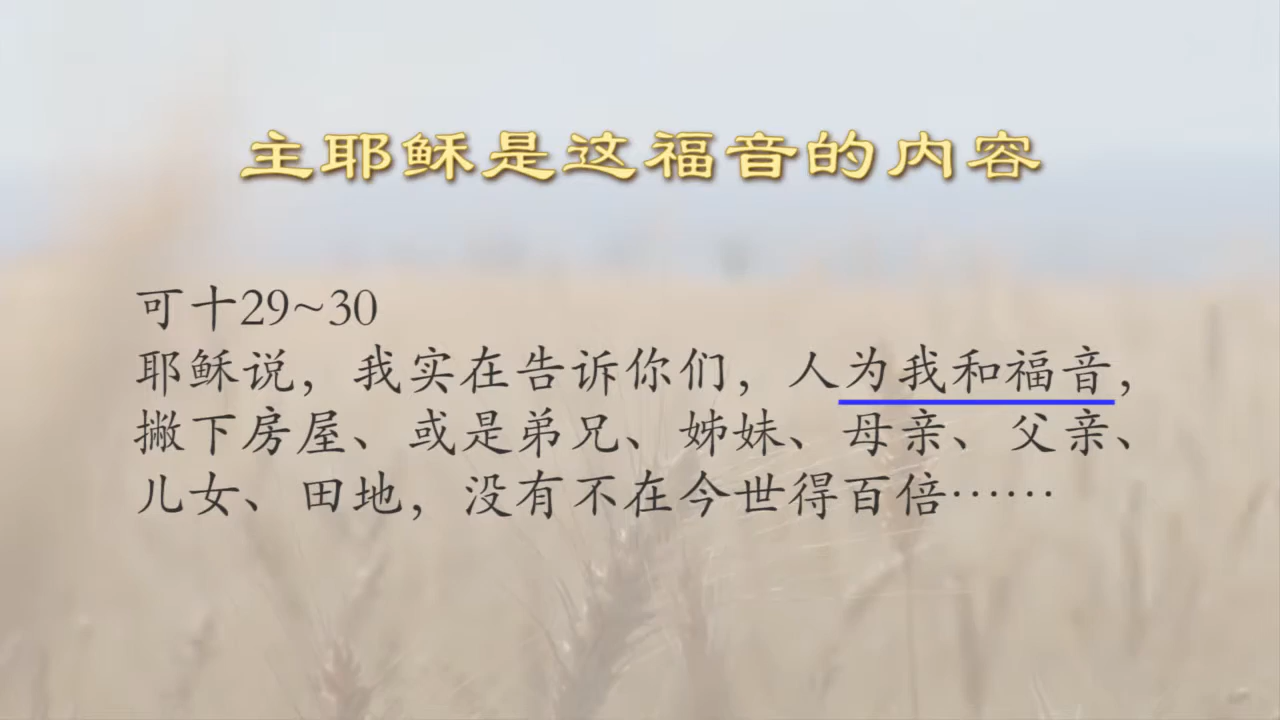 主耶稣是这福音的内容
可十29~30
耶稣说，我实在告诉你们，人为我和福音，
撇下房屋、或是弟兄、姊妹、母亲、父亲、
儿女、田地，没有不在今世得百倍……